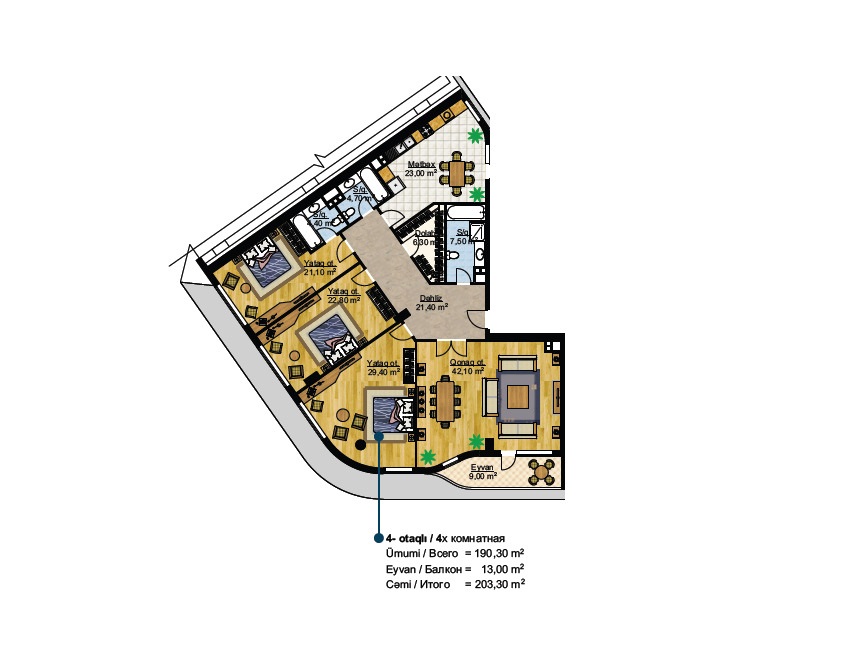 Mətbəx
23,00 m²
S/q.
4,70 m²
S/q.
,40 m²
Dolab
6,30 m²
S/q.
7,50 m²
Yataq ot.
21,10 m²
Yataq ot.
22,80 m²
Dəhliz
21,40 m²
Yataq ot.
29,40 m²
Qonaq ot.
42,10 m²
Eyvan
9,00 m²
4- otaqlı / 4x комнатная
Ümumi / Всего = 190,30 m²
Eyvan / Балкон = 13,00 m²
Cəmi / Итого = 203,30 m²